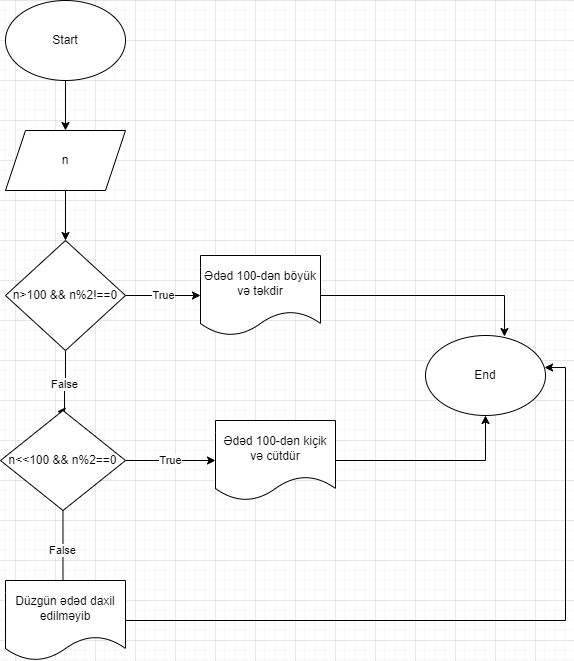 Start
n
n>100 && n%2!==0
True
Ədəd 100-dən böyük
və təkdir
End
False
n<<100 && n%2==0
True
Ədəd 100-dən kiçik
və cütdür
False
Düzgün ədəd daxil
edilməyib